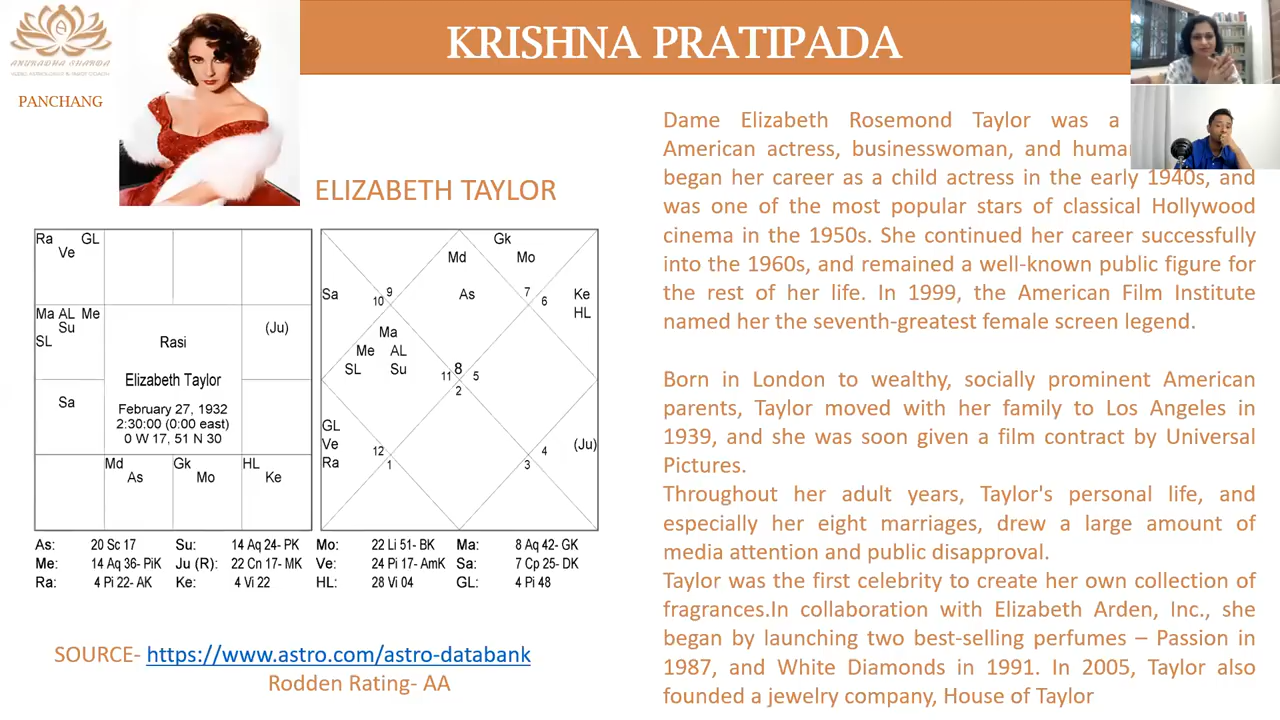 KRISHNA PRATIPADA
ANURADHA SHARDA
PANCHANG
ELIZABETH TAYLOR
Ra GL
Ve
Ma AL Me
Su
SL
(Ju)
Sa
Rasi
Elizabeth Taylor
February 27, 1932
2:30:00 (0:00 east)
0 W 17, 51 N 30
Md
As
Gk
Mo
HL
Ke
Gk
Md Mo
Sa 10 9 As 7 6 Ke
HL
Ma
Me AL
SL Su
11 8 5
2
GL
Ve
Ra
12 1
3 4
(Ju)
As: 20 Sc 17 Su: 14 Aq 24- PK Mo: 22 Li 51- BK Ma: 8 Aq 42- GK
Me: 14 Aq 36- PiK Ju (R): 22 Cn 17- MK Ve: 24 Pi 17- AmK Sa: 7 Cp 25- DK
Ra: 4 Pi 22- AK Ke: 4 Vi 22 HL: 28 Vi 04 GL: 4 Pi 48
SOURCE- https://www.astro.com/astro-databank
Rodden Rating- AA
Dame Elizabeth Rosemond Taylor was a
American actress, businesswoman, and huma
began her career as a child actress in the early 1940s, and
was one of the most popular stars of classical Hollywood
cinema in the 1950s. She continued her career successfully
into the 1960s, and remained a well-known public figure for
the rest of her life. In 1999, the American Film Institute
named her the seventh-greatest female screen legend.
Born in London to wealthy, socially prominent American
parents, Taylor moved with her family to Los Angeles in
1939, and she was soon given a film contract by Universal
Pictures.
Throughout her adult years, Taylor's personal life, and
especially her eight marriages, drew a large amount of
media attention and public disapproval.
Taylor was the first celebrity to create her own collection of
fragrances.In collaboration with Elizabeth Arden, Inc., she
began by launching two best-selling perfumes – Passion in
1987, and White Diamonds in 1991. In 2005, Taylor also
founded a jewelry company, House of Taylor